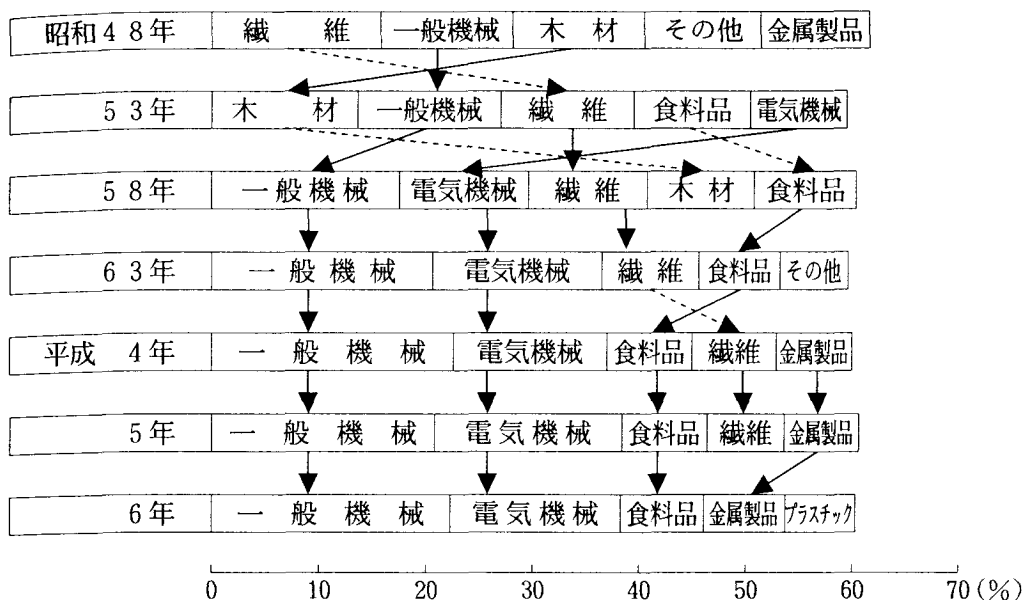 昭和48年 繊維 一般機械 木材 その他 金属製品
53年 木材 一般機械 繊維 食料品 電気機械
58年 一般機械 電気機械 繊維 木材 食料品
63年 一般機械 電気機械 繊維 食料品 その他
平成 4年 一般機械 電気機械 食料品 繊維 金属製品
5年 一般機械 電気機械 食料品 繊維 金属製品
6年 一般機械 電気機械 食料品 金属製品 プラスチック
0 10 20 30 40 50 60 70 (%)